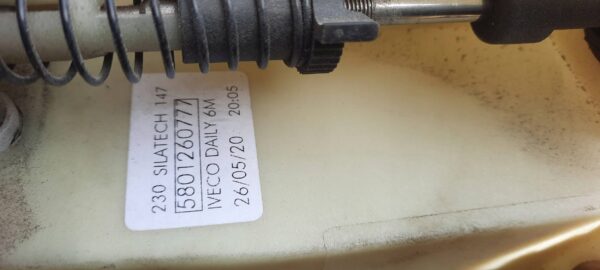 230 SILATECH 147
5801260777
IVECO DAILY 6M
26/05/20 20:05